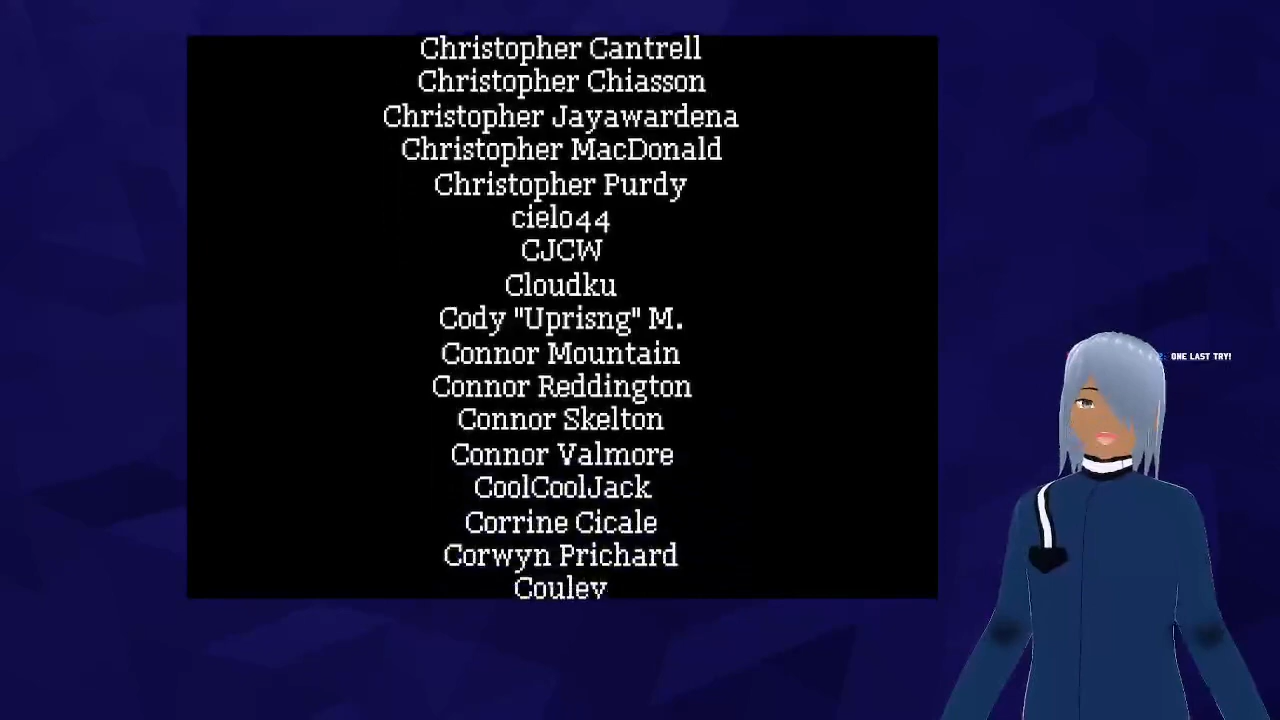 Christopher Cantrell
Christopher Chiasson
Christopher Jayawardena
Christopher MacDonald
Christopher Purdy
cielo44
CJCW
Cloudku
Cody "Uprisng" M.
Connor Mountain
Connor Reddington
Connor Skelton
Connor Valmore
CoolCoolJack
Corrine Cicale
Corwyn Prichard
Couley
ONE LAST TRY!